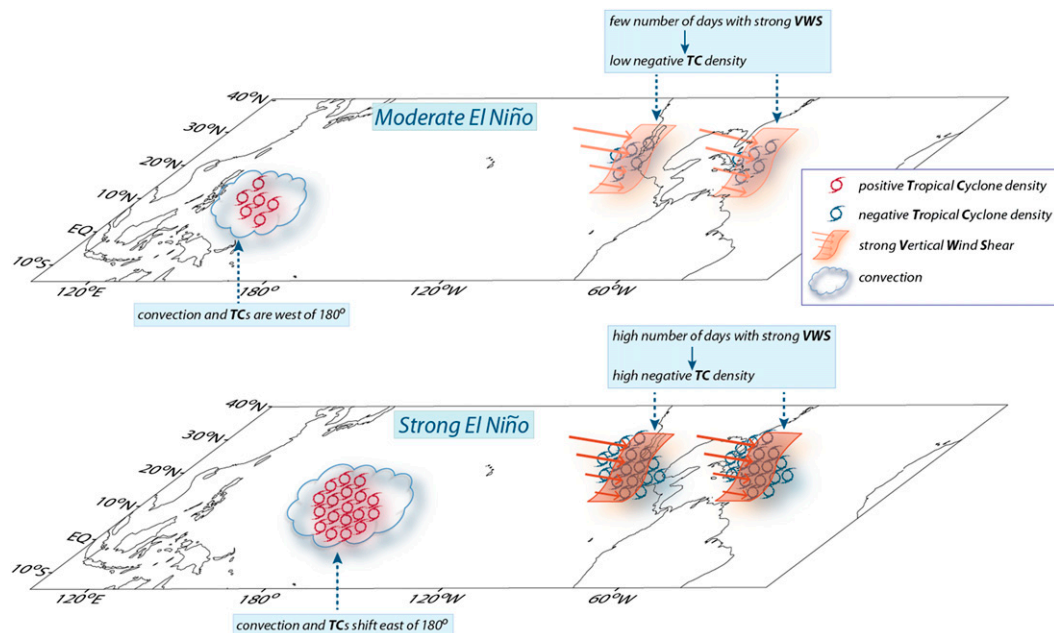 few number of days with strong VWS
low negative TC density
40°N
Moderate El Niño
30°N
20°N
10°N
EQ
10°S
120°E
180°
120°W
60°W
positive Tropical Cyclone density
negative Tropical Cyclone density
strong Vertical Wind Shear
convection
convection and TCs are west of 180°
high number of days with strong VWS
high negative TC density
40°N
Strong El Niño
30°N
20°N
10°N
EQ
10°S
120°E
180°
120°W
60°W
convection and TCs shift east of 180°